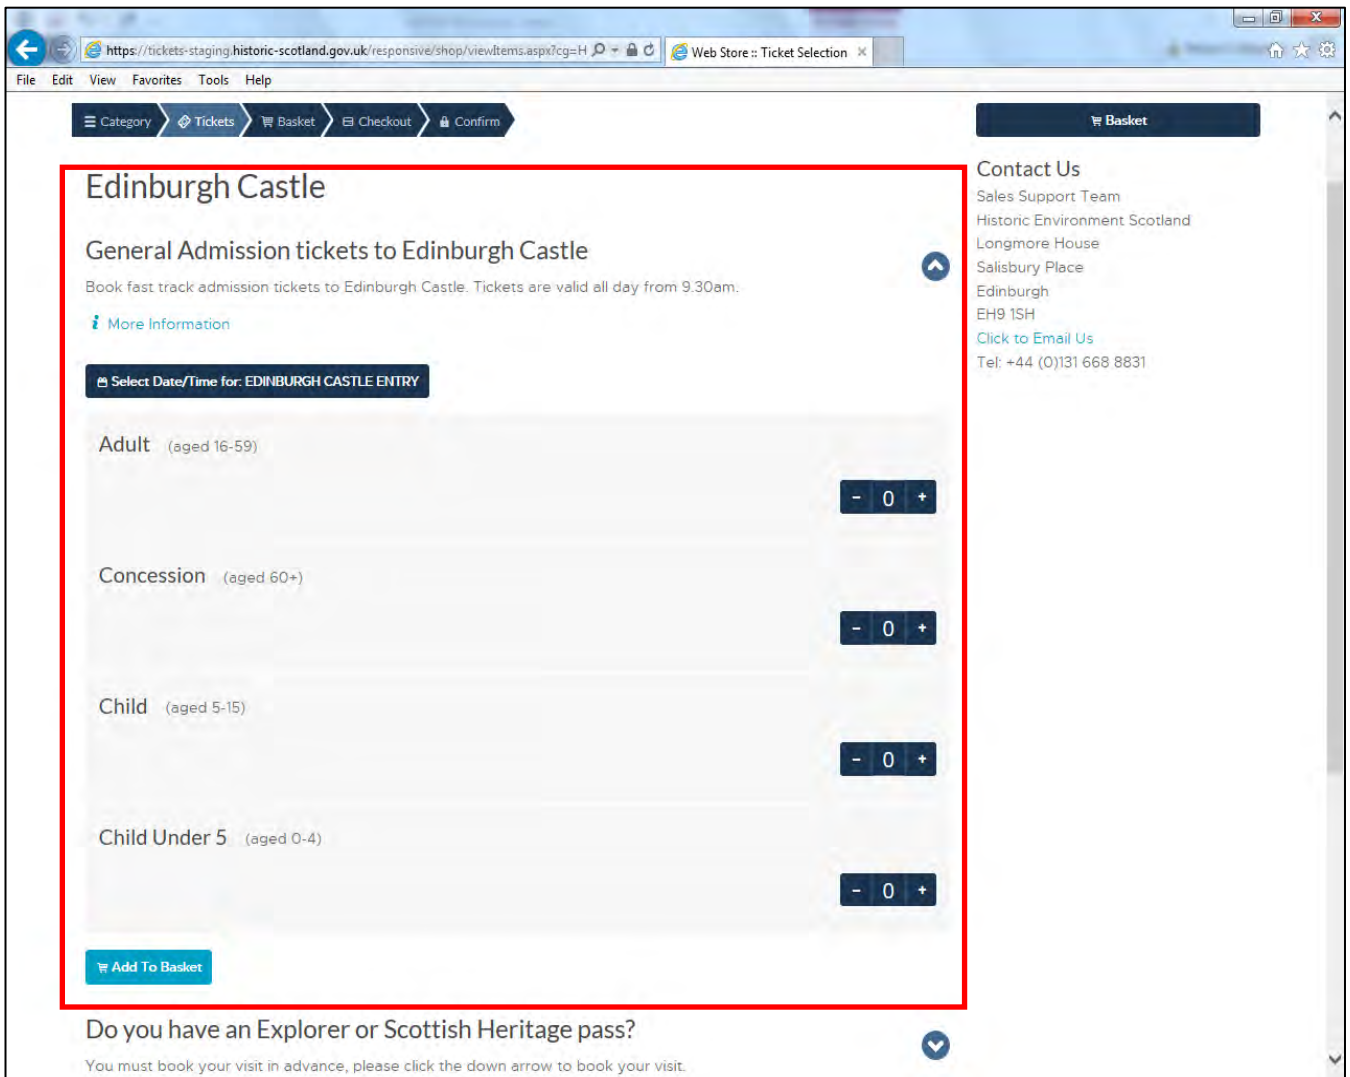 https://tickets-staging.historic-scotland.gov.uk/responsive/shop/viewItems.aspx?cg=H
Web Store :: Ticket Selection
File Edit View Favorites Tools Help
Category Tickets Basket Checkout Confirm
Basket
Edinburgh Castle
General Admission tickets to Edinburgh Castle
Book fast track admission tickets to Edinburgh Castle. Tickets are valid all day from 9.30am.
i More Information
Select Date/Time for: EDINBURGH CASTLE ENTRY
Adult (aged 16-59)
- 0 +
Concession (aged 60+)
- 0 +
Child (aged 5-15)
- 0 +
Child Under 5 (aged 0-4)
- 0 +
Add To Basket
Do you have an Explorer or Scottish Heritage pass?
You must book your visit in advance, please click the down arrow to book your visit.
Contact Us
Sales Support Team
Historic Environment Scotland
Longmore House
Salisbury Place
Edinburgh
EH9 1SH
Click to Email Us
Tel: +44 (0)131 668 8831